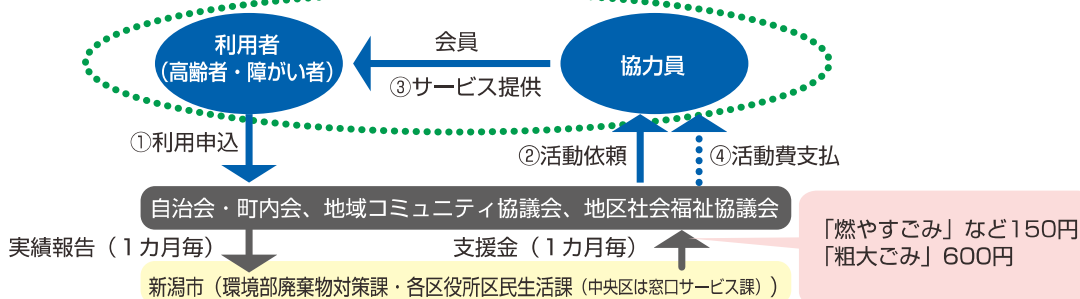 利用者
(高齢者・障がい者)
会員
③サービス提供
協力員
①利用申込
②活動依頼
④活動費支払
自治会・町内会、地域コミュニティ協議会、地区社会福祉協議会
実績報告（１カ月毎）
支援金（１カ月毎）
「燃やすごみ」など150円
「粗大ごみ」600円
新潟市（環境部廃棄物対策課・各区役所区民生活課（中央区は窓口サービス課））